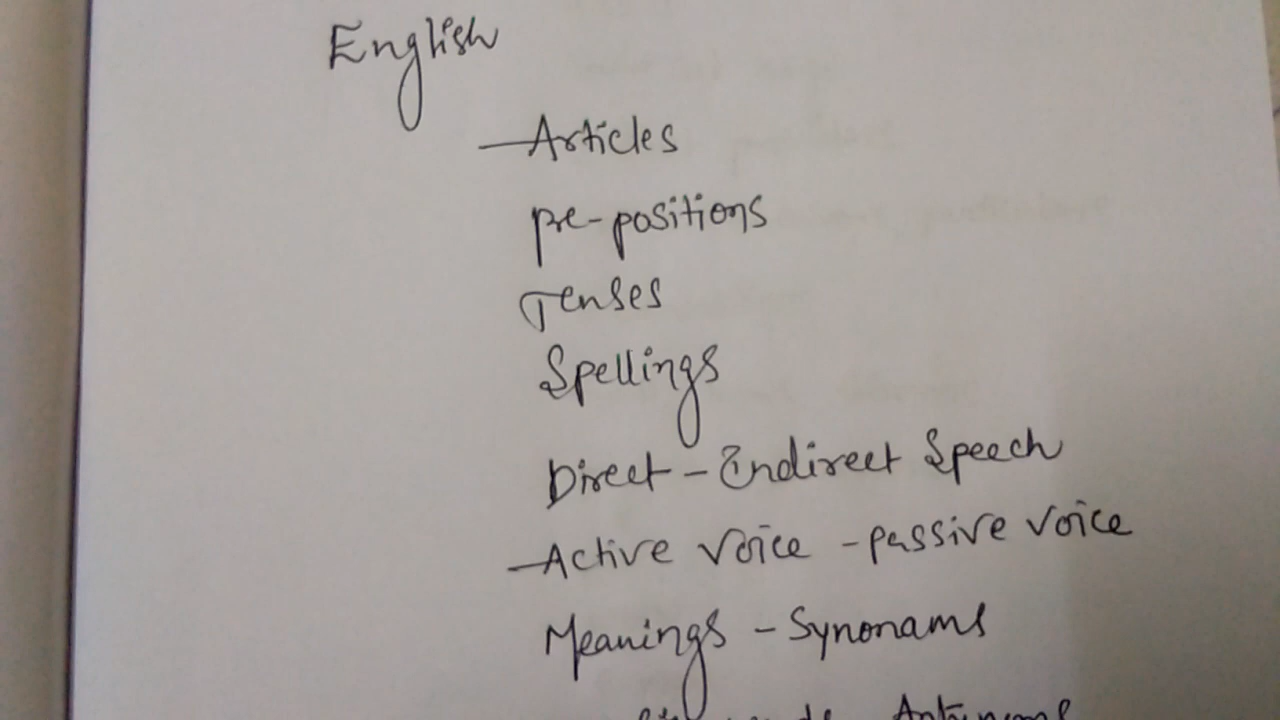 English
Articles
Pre-positions
Tenses
Spellings
Direct - Indirect Speech
Active Voice - passive voice
Meanings - Synonams